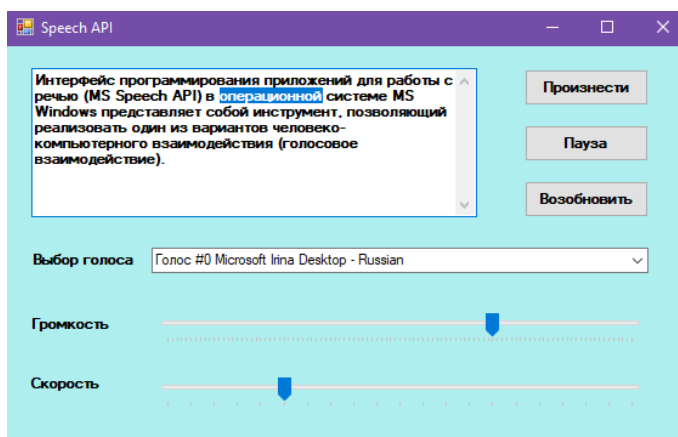 Speech API
Интерфейс программирования приложений для работы с
речью (MS Speech API) в операционной системе MS
Windows представляет собой инструмент, позволяющий
реализовать один из вариантов человеко-
компьютерного взаимодействия (голосовое
взаимодействие).
Произнести
Пауза
Возобновить
Выбор голоса
Голос #0 Microsoft Irina Desktop - Russian
Громкость
Скорость